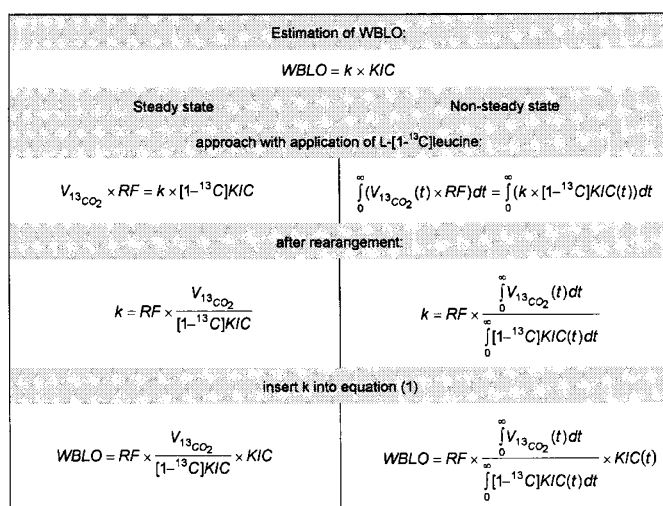 Estimation of WBLO:
WBLO = k × KIC
Steady state
Non-steady state
approach with application of L-[1-¹³C]leucine:
V₁₃CO₂ × RF = k × [1–¹³C]KIC
∫₀^∞(V₁₃CO₂(t) × RF)dt = ∫₀^∞(k × [1–¹³C]KIC(t))dt
after rearrangement:
k = RF × V₁₃CO₂ / [1–¹³C]KIC
k = RF × ∫₀^∞V₁₃CO₂(t)dt / ∫₀^∞[1–¹³C]KIC(t)dt
insert k into equation (1)
WBLO = RF × V₁₃CO₂ / [1–¹³C]KIC × KIC
WBLO = RF × ∫₀^∞V₁₃CO₂(t)dt / ∫₀^∞[1–¹³C]KIC(t)dt × KIC(t)